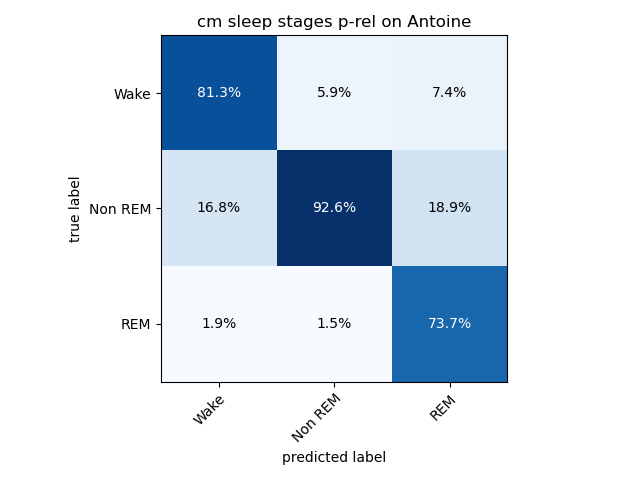 cm sleep stages p-rel on Antoine
true label
Wake
81.3%
5.9%
7.4%
Non REM
16.8%
92.6%
18.9%
REM
1.9%
1.5%
73.7%
Wake
Non REM
REM
predicted label